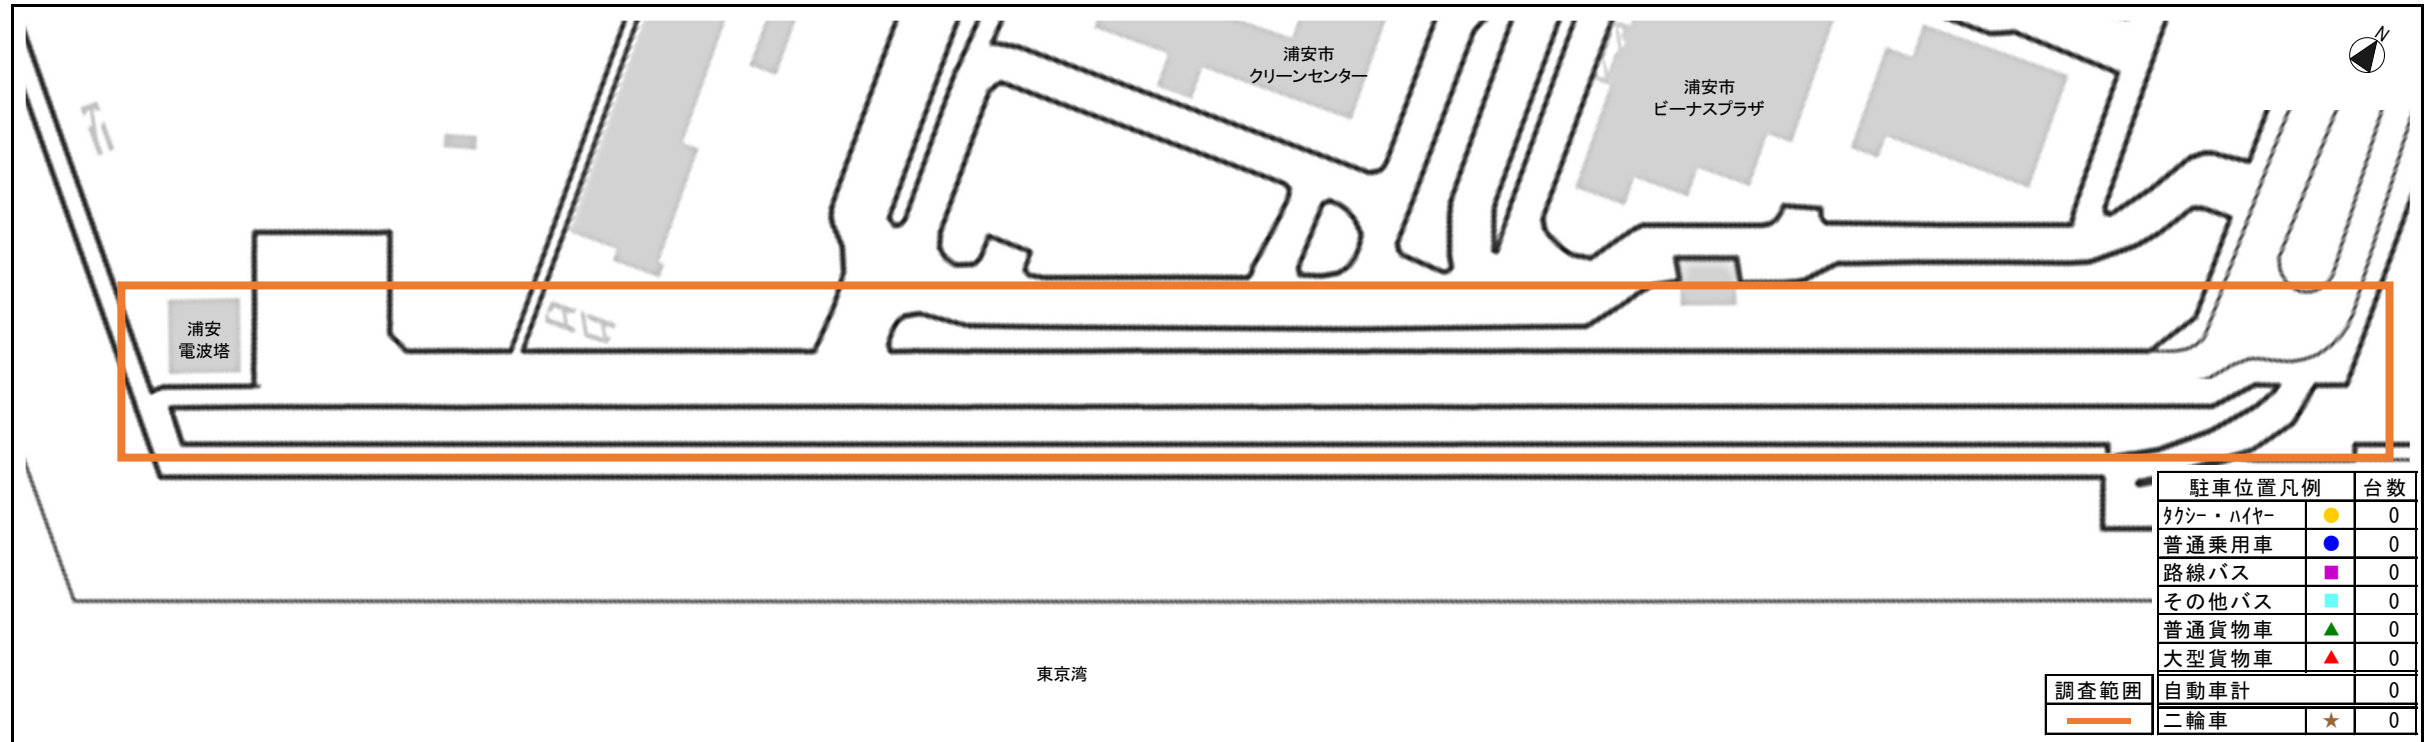 浦安市
クリーンセンター
浦安市
ビーナスプラザ
N
浦安
電波塔
東京湾
駐車位置凡例 台数
ﾀｸｼｰ・ﾊｲﾔｰ 0
普通乗用車 0
路線バス 0
その他バス 0
普通貨物車 0
大型貨物車 0
調査範囲
自動車計 0
二輪車 0